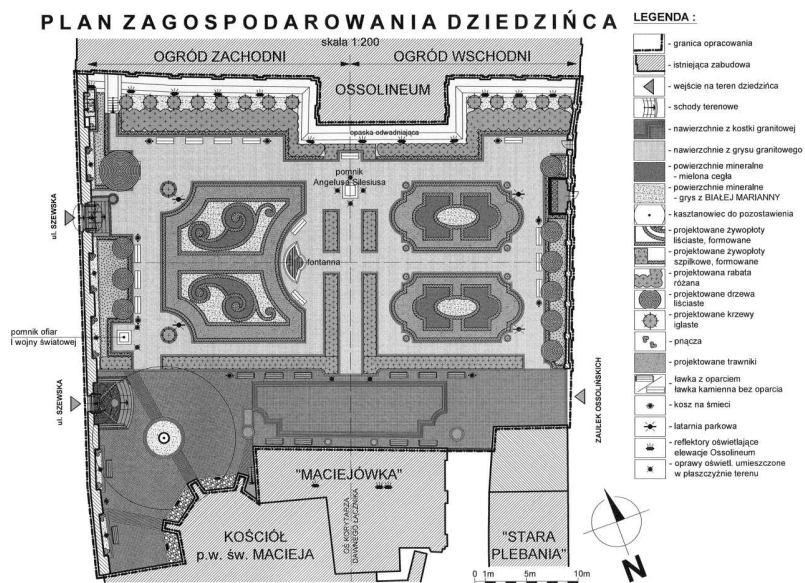 PLAN ZAGOSPODAROWANIA DZIEDZIŃCA
skala 1:200
OGRÓD ZACHODNI
OGRÓD WSCHODNI
OSSOLINEUM
opaska odwadniająca
pomnik
Angelusa Silesiusa
fontanna
ul. SZEWSKA
pomnik ofiar
I wojny światowej
ul. SZEWSKA
ZAUŁEK OSSOLIŃSKICH
"MACIEJÓWKA"
OŚ KORYTARZA
DAWNEGO ŁĄCZNIKA
KOŚCIÓŁ
p.w. św. MACIEJA
"STARA
PLEBANIA"
N
0 1m 5m 10m
LEGENDA :
- granica opracowania
- istniejąca zabudowa
- wejście na teren dziedzińca
- schody terenowe
- nawierzchnie z kostki granitowej
- nawierzchnie z grysu granitowego
- powierzchnie mineralne
- mielona cegła
- powierzchnie mineralne
- grys z BIAŁEJ MARIANNY
- kasztanowiec do pozostawienia
- projektowane żywopłoty
liściaste, formowane
- projektowane żywopłoty
szpilkowe, formowane
- projektowana rabata
różana
- projektowane drzewa
liściaste
- projektowane krzewy
iglaste
- pnącza
- projektowane trawniki
- ławka z oparciem
ławka kamienna bez oparcia
- kosz na śmieci
- latarnia parkowa
- reflektory oświetlające
elewacje Ossolineum
- oprawy oświetl. umieszczone
w płaszczyźnie terenu